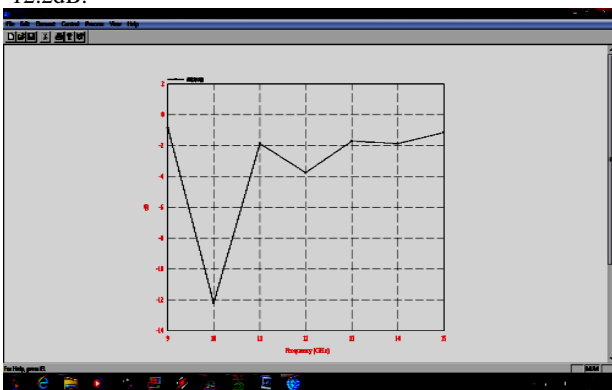 -12.2dB.
File Edit Element Control Process View Help
2
0
-2
-4
-6
-8
-10
-12
-14
dB
9 10 11 12 13 14 15
Frequency (GHz)
For Help, press F1
NUM